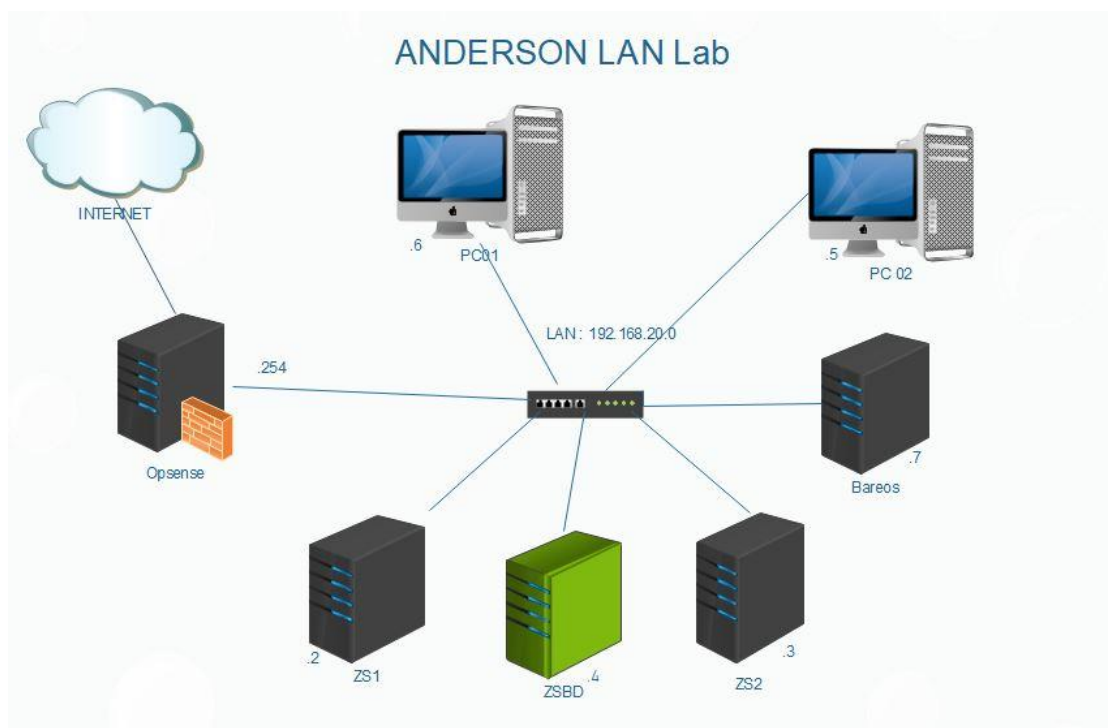 ANDERSON LAN Lab
INTERNET
.6
PC01
.5
PC 02
LAN : 192.168.20.0
.254
Opsense
.7
Bareos
.2
ZS1
.4
ZSBD
.3
ZS2